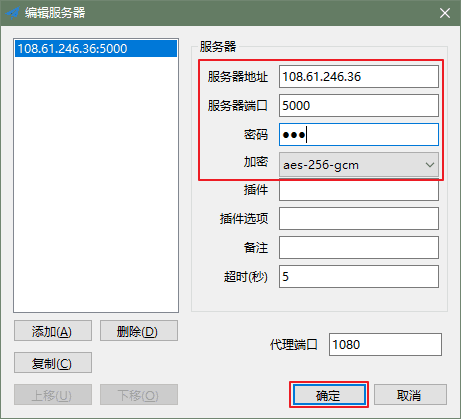 编辑服务器
108.61.246.36:5000
服务器
服务器地址 108.61.246.36
服务器端口 5000
密码 ●●●
加密 aes-256-gcm
插件
插件选项
备注
超时(秒) 5
添加(A) 删除(D)
代理端口 1080
复制(C)
上移(U) 下移(O)
确定 取消